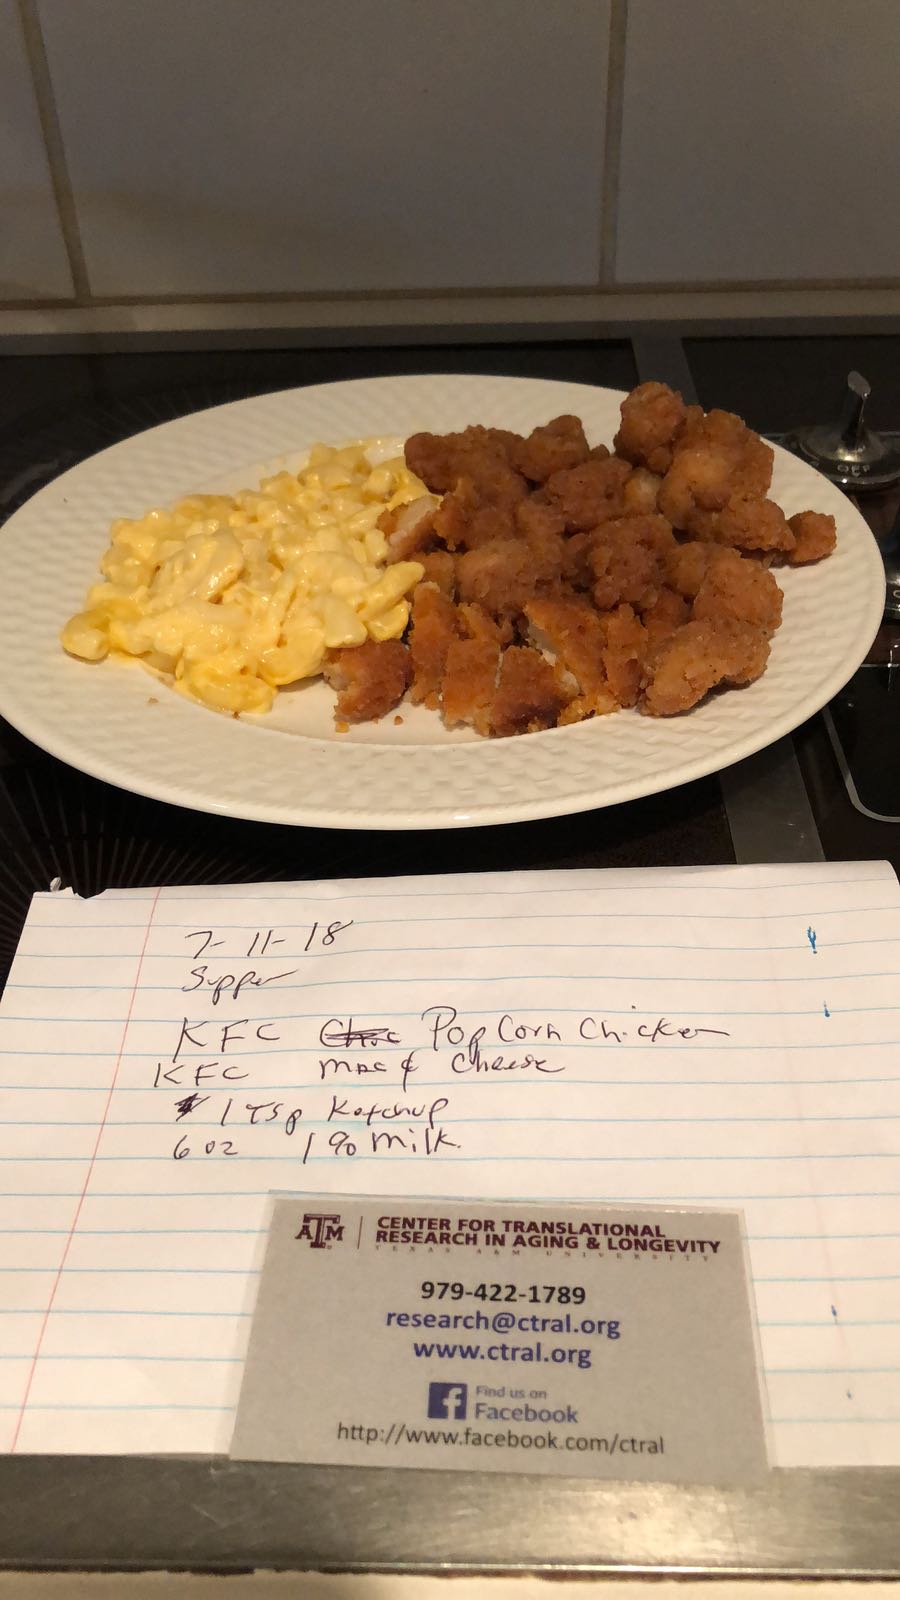 OFF
7-11-18
Supper
KFC Pop Corn Chicken
KFC mac & Cheese
1 Tsp Ketchup
6 oz 1% Milk.
ATM CENTER FOR TRANSLATIONAL
RESEARCH IN AGING & LONGEVITY
TEXAS A&M UNIVERSITY
979-422-1789
research@ctral.org
www.ctral.org
f Find us on
Facebook
http://www.facebook.com/ctral